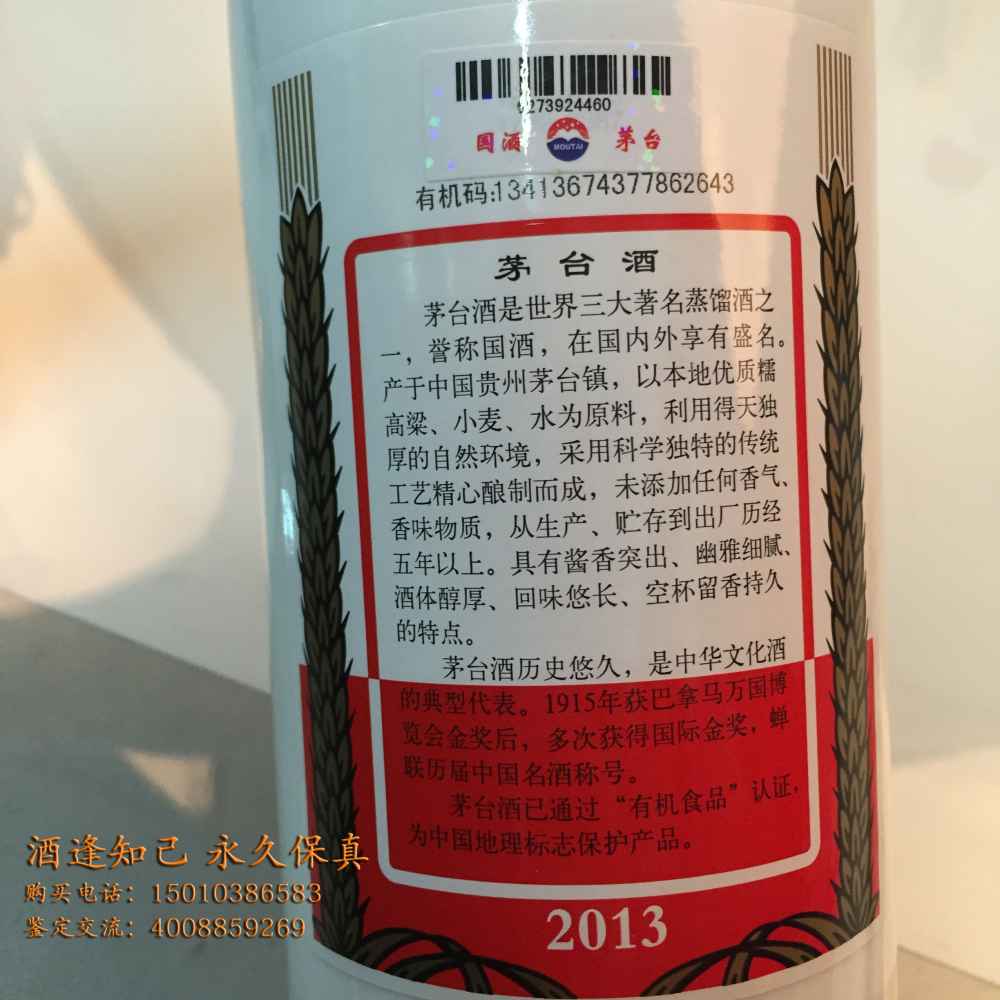 9273924460
国酒 MOUTAI 茅台
有机码:13413674377862643
茅台酒
茅台酒是世界三大著名蒸馏酒之
一，誉称国酒，在国内外享有盛名。
产于中国贵州茅台镇，以本地优质糯
高粱、小麦、水为原料，利用得天独
厚的自然环境，采用科学独特的传统
工艺精心酿制而成，未添加任何香气、
香味物质，从生产、贮存到出厂历经
五年以上。具有酱香突出、幽雅细腻、
酒体醇厚、回味悠长、空杯留香持久
的特点。
茅台酒历史悠久，是中华文化酒
的典型代表。1915年获巴拿马万国博
览会金奖后，多次获得国际金奖，蝉
联历届中国名酒称号。
茅台酒已通过“有机食品”认证，
为中国地理标志保护产品。
2013
酒逢知己 永久保真
购买电话：15010386583
鉴定交流：4008859269